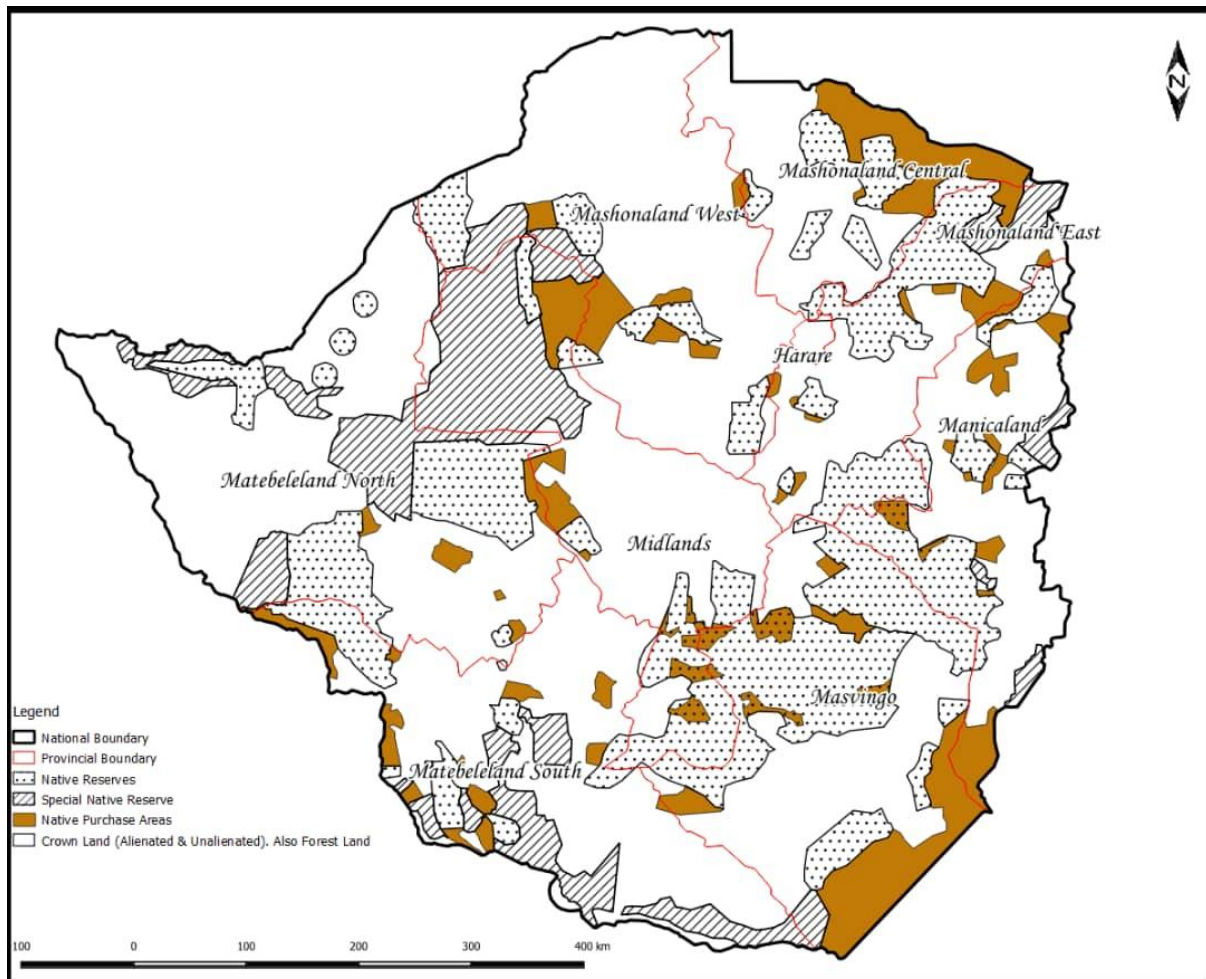 N
Mashonaland Central
Mashonaland West
Mashonaland East
Harare
Manicaland
Matebeleland North
Midlands
Masvingo
Matebeleland South
Legend
National Boundary
Provincial Boundary
Native Reserves
Special Native Reserve
Native Purchase Areas
Crown Land (Alienated & Unalienated). Also Forest Land
100 0 100 200 300 400 km